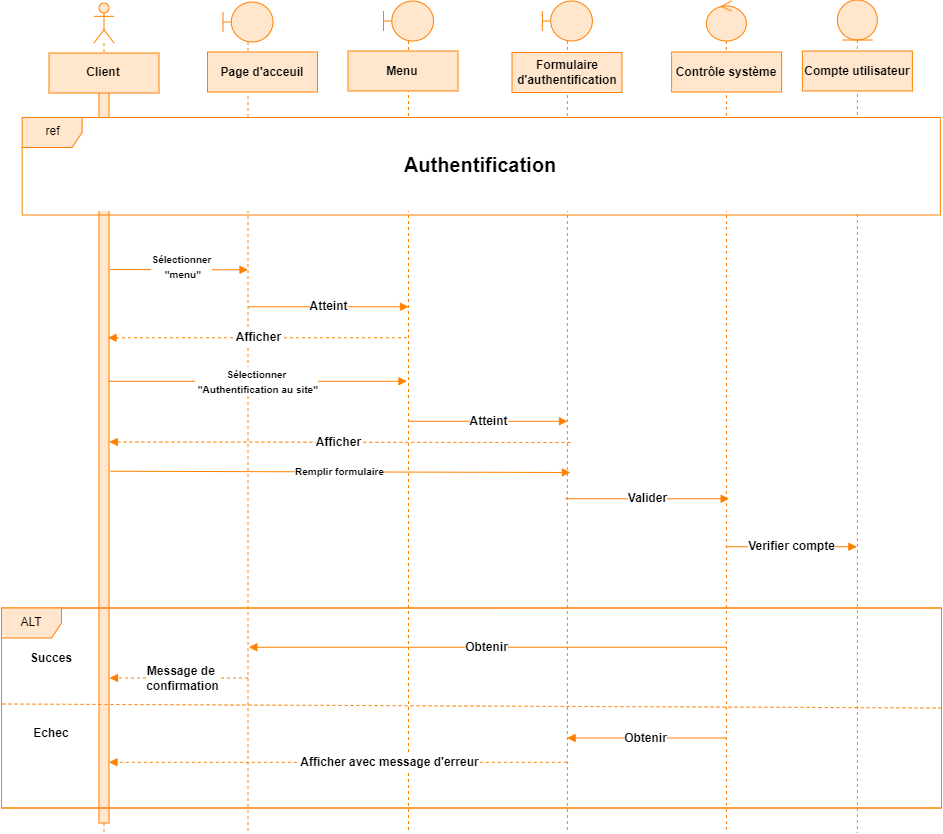 Client
Page d'acceuil
Menu
Formulaire
d'authentification
Contrôle système
Compte utilisateur
ref
Authentification
Sélectionner
"menu"
Atteint
Afficher
Sélectionner
"Authentification au site"
Atteint
Afficher
Remplir formulaire
Valider
Verifier compte
ALT
Obtenir
Succes
Message de
confirmation
Echec
Obtenir
Afficher avec message d'erreur